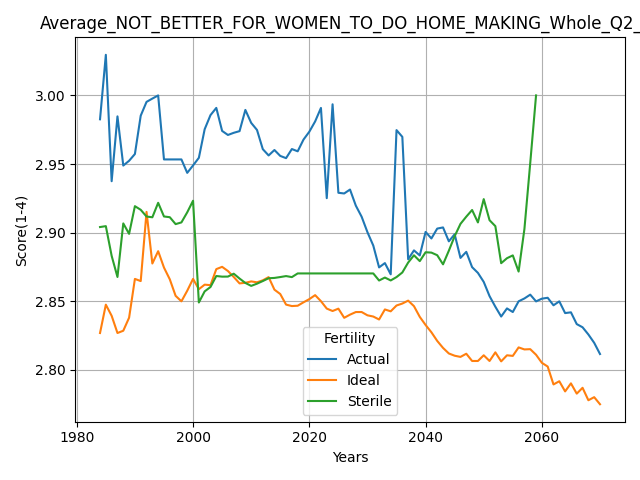 Average_NOT_BETTER_FOR_WOMEN_TO_DO_HOME_MAKING_Whole_Q2_
Score(1-4)
3.00
2.95
2.90
2.85
2.80
Fertility
Actual
Ideal
Sterile
1980
2000
2020
2040
2060
Years